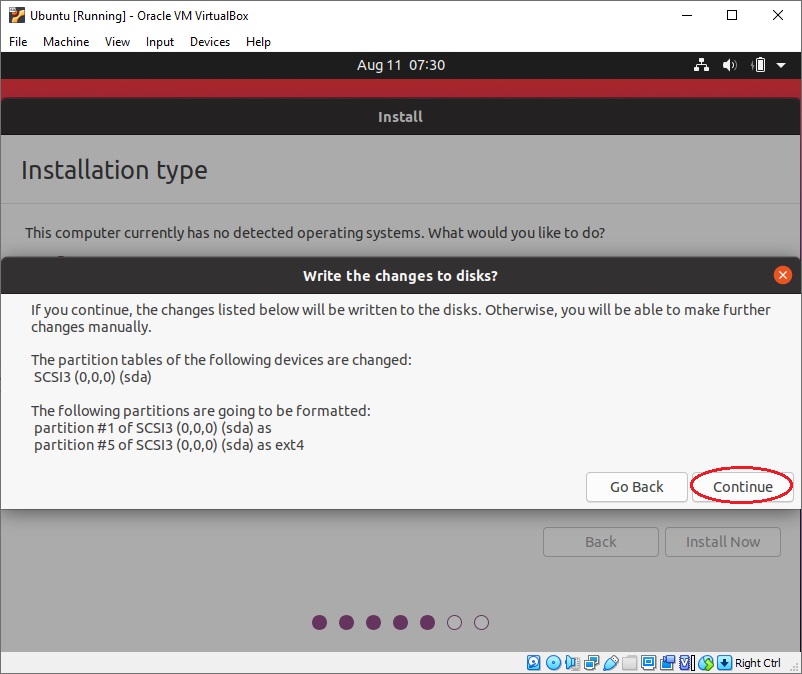 Ubuntu [Running] - Oracle VM VirtualBox
File Machine View Input Devices Help
Aug 11 07:30
Install
Installation type
This computer currently has no detected operating systems. What would you like to do?
Write the changes to disks?
If you continue, the changes listed below will be written to the disks. Otherwise, you will be able to make further
changes manually.
The partition tables of the following devices are changed:
SCSI3 (0,0,0) (sda)
The following partitions are going to be formatted:
partition #1 of SCSI3 (0,0,0) (sda) as
partition #5 of SCSI3 (0,0,0) (sda) as ext4
Go Back Continue
Back Install Now
Right Ctrl